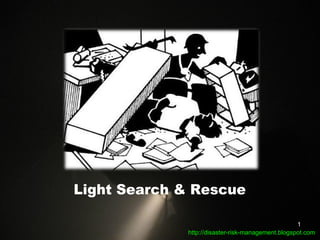 Light Search & Rescue
1
http://disaster-risk-management.blogspot.com